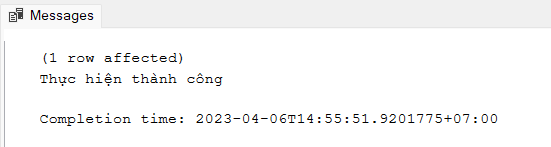 Messages
(1 row affected)
Thực hiện thành công
Completion time: 2023-04-06T14:55:51.9201775+07:00